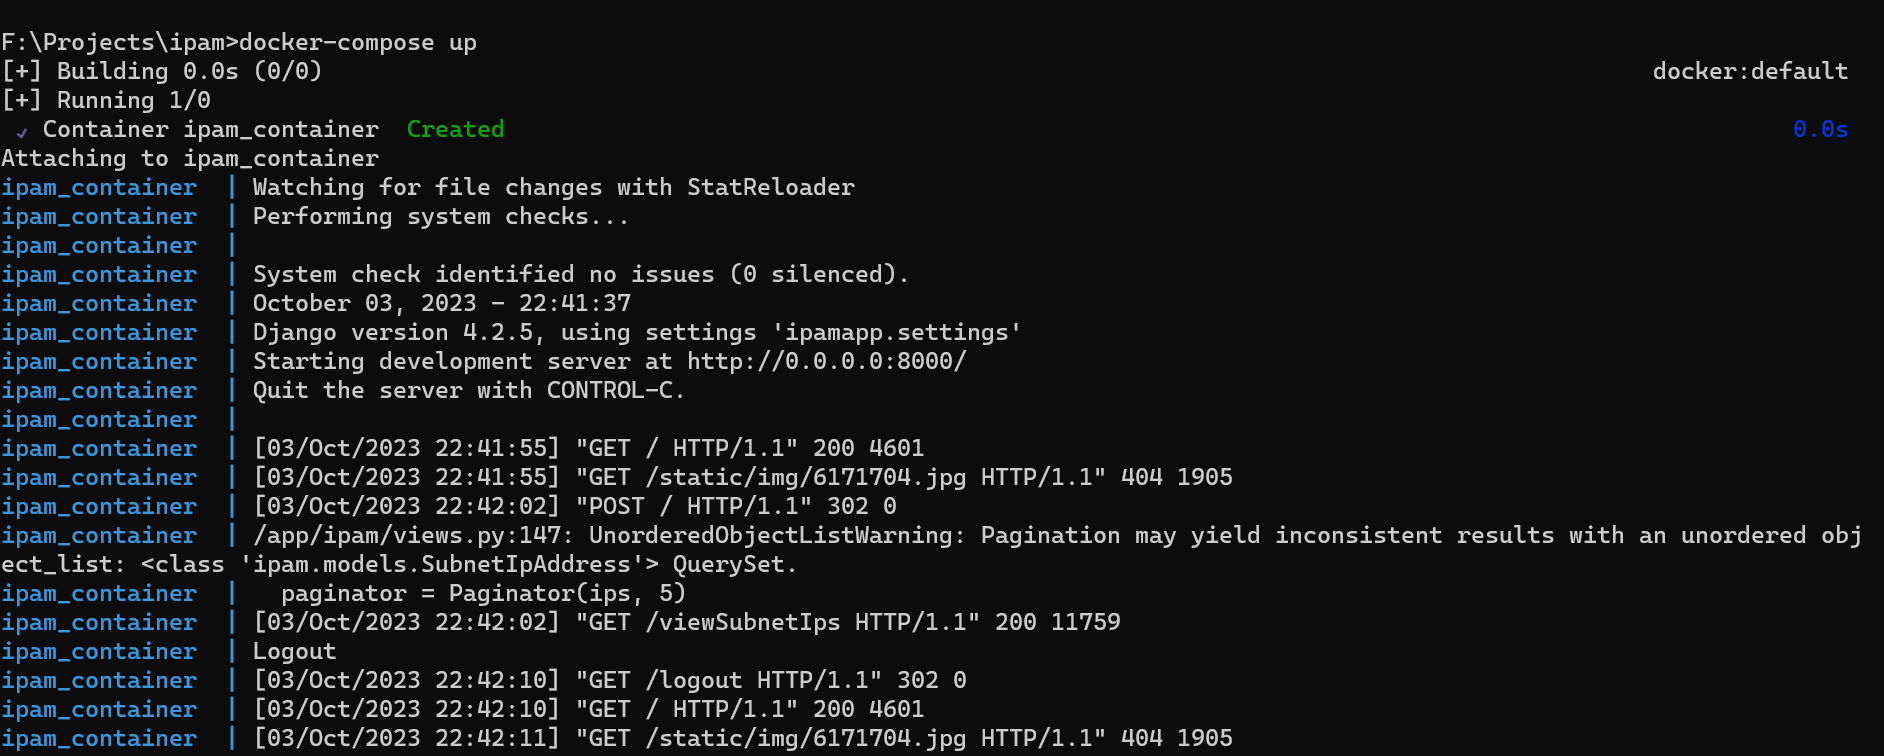 F:\Projects\ipam>docker-compose up
[+] Building 0.0s (0/0) docker:default
[+] Running 1/0
✓ Container ipam_container  Created 0.0s
Attaching to ipam_container
ipam_container  | Watching for file changes with StatReloader
ipam_container  | Performing system checks...
ipam_container  |
ipam_container  | System check identified no issues (0 silenced).
ipam_container  | October 03, 2023 - 22:41:37
ipam_container  | Django version 4.2.5, using settings 'ipamapp.settings'
ipam_container  | Starting development server at http://0.0.0.0:8000/
ipam_container  | Quit the server with CONTROL-C.
ipam_container  |
ipam_container  | [03/Oct/2023 22:41:55] "GET / HTTP/1.1" 200 4601
ipam_container  | [03/Oct/2023 22:41:55] "GET /static/img/6171704.jpg HTTP/1.1" 404 1905
ipam_container  | [03/Oct/2023 22:42:02] "POST / HTTP/1.1" 302 0
ipam_container  | /app/ipam/views.py:147: UnorderedObjectListWarning: Pagination may yield inconsistent results with an unordered obj
ect_list: <class 'ipam.models.SubnetIpAddress'> QuerySet.
ipam_container  |   paginator = Paginator(ips, 5)
ipam_container  | [03/Oct/2023 22:42:02] "GET /viewSubnetIps HTTP/1.1" 200 11759
ipam_container  | Logout
ipam_container  | [03/Oct/2023 22:42:10] "GET /logout HTTP/1.1" 302 0
ipam_container  | [03/Oct/2023 22:42:10] "GET / HTTP/1.1" 200 4601
ipam_container  | [03/Oct/2023 22:42:11] "GET /static/img/6171704.jpg HTTP/1.1" 404 1905